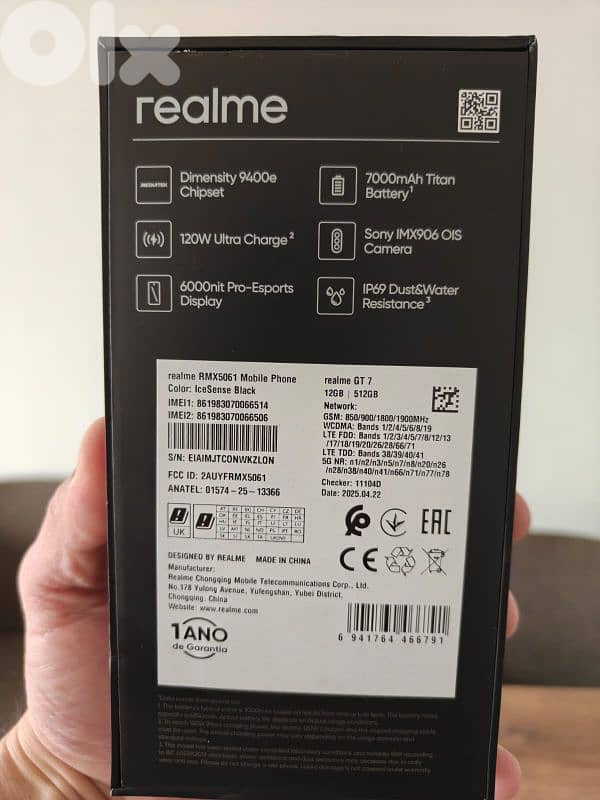 Olx
realme
MEDIATEK
Dimensity 9400e
Chipset
7000mAh Titan
Battery¹
120W Ultra Charge²
Sony IMX906 OIS
Camera
6000nit Pro-Esports
Display
IP69 Dust&Water
Resistance³
realme RMX5061 Mobile Phone
Color: IceSense Black
IMEI1: 861983070066514
IMEI2: 861983070066506
S/N: EIAIMJTCONWKZLON
FCC ID: 2AUYFRMX5061
ANATEL: 01574-25-13366
realme GT 7
12GB | 512GB
Network:
GSM: 850/900/1800/1900MHz
WCDMA: Bands 1/2/4/5/6/8/19
LTE FDD: Bands 1/2/3/4/5/7/8/12/13
/17/18/19/20/26/28/66/71
LTE TDD: Bands 38/39/40/41
5G NR: n1/n2/n3/n5/n7/n8/n20/n26
/n28/n38/n40/n41/n66/n71/n77/n78
Checker: 11104D
Date: 2025.04.22
UK
EAC
CE
DESIGNED BY REALME MADE IN CHINA
Manufacturer:
Realme Chongqing Mobile Telecommunications Corp., Ltd.
No.178 Yulong Avenue, Yufengshan, Yubei District,
Chongqing, China
Website: www.realme.com
1 ANO
de Garantia
6 941764 466791